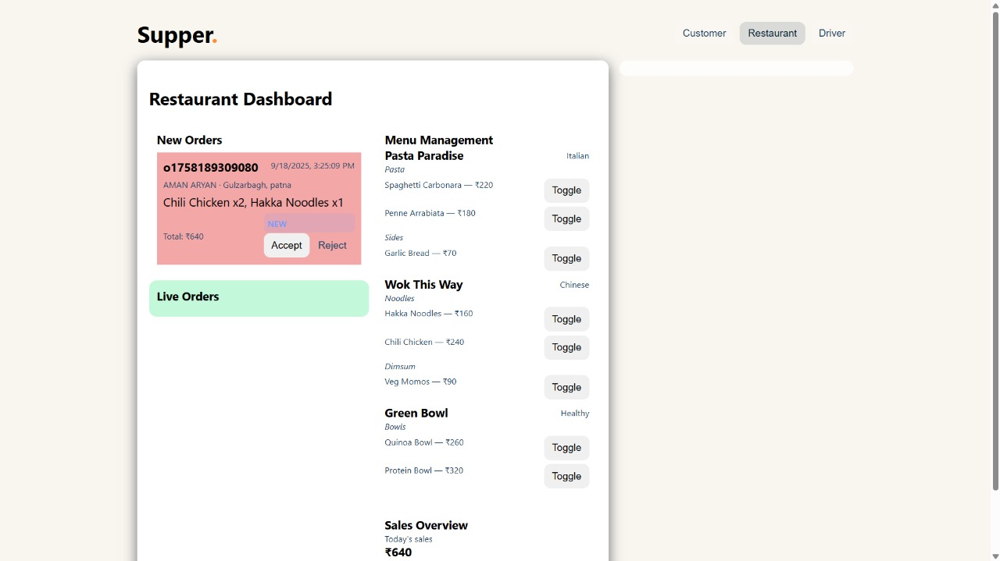 Supper.
Customer
Restaurant
Driver
Restaurant Dashboard
New Orders
o1758189309080
9/18/2025, 3:25:09 PM
AMAN ARYAN · Gulzarbagh, patna
Chili Chicken x2, Hakka Noodles x1
NEW
Total: ₹640
Accept
Reject
Live Orders
Menu Management
Pasta Paradise
Italian
Pasta
Spaghetti Carbonara — ₹220
Toggle
Penne Arrabiata — ₹180
Toggle
Sides
Garlic Bread — ₹70
Toggle
Wok This Way
Chinese
Noodles
Hakka Noodles — ₹160
Toggle
Chili Chicken — ₹240
Toggle
Dimsum
Veg Momos — ₹90
Toggle
Green Bowl
Healthy
Bowls
Quinoa Bowl — ₹260
Toggle
Protein Bowl — ₹320
Toggle
Sales Overview
Today's sales
₹640